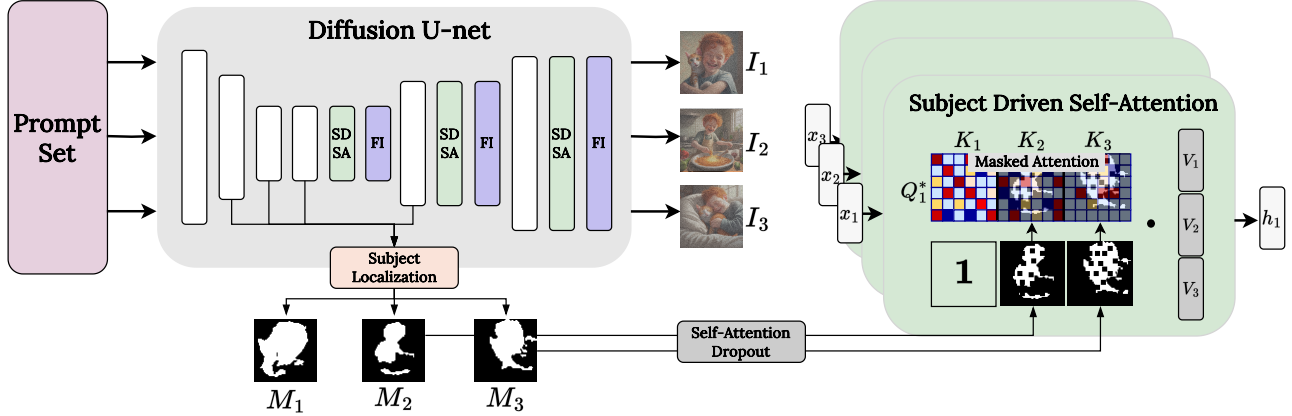 Diffusion U-net
Prompt
Set
SD
SA
FI
SD
SA
FI
SD
SA
FI
I₁
I₂
I₃
Subject
Localization
M₁
M₂
M₃
Self-Attention
Dropout
x₃
x₂
x₁
Subject Driven Self-Attention
K₁ K₂ K₃
Masked Attention
Q₁*
1
V₁
V₂
V₃
h₁